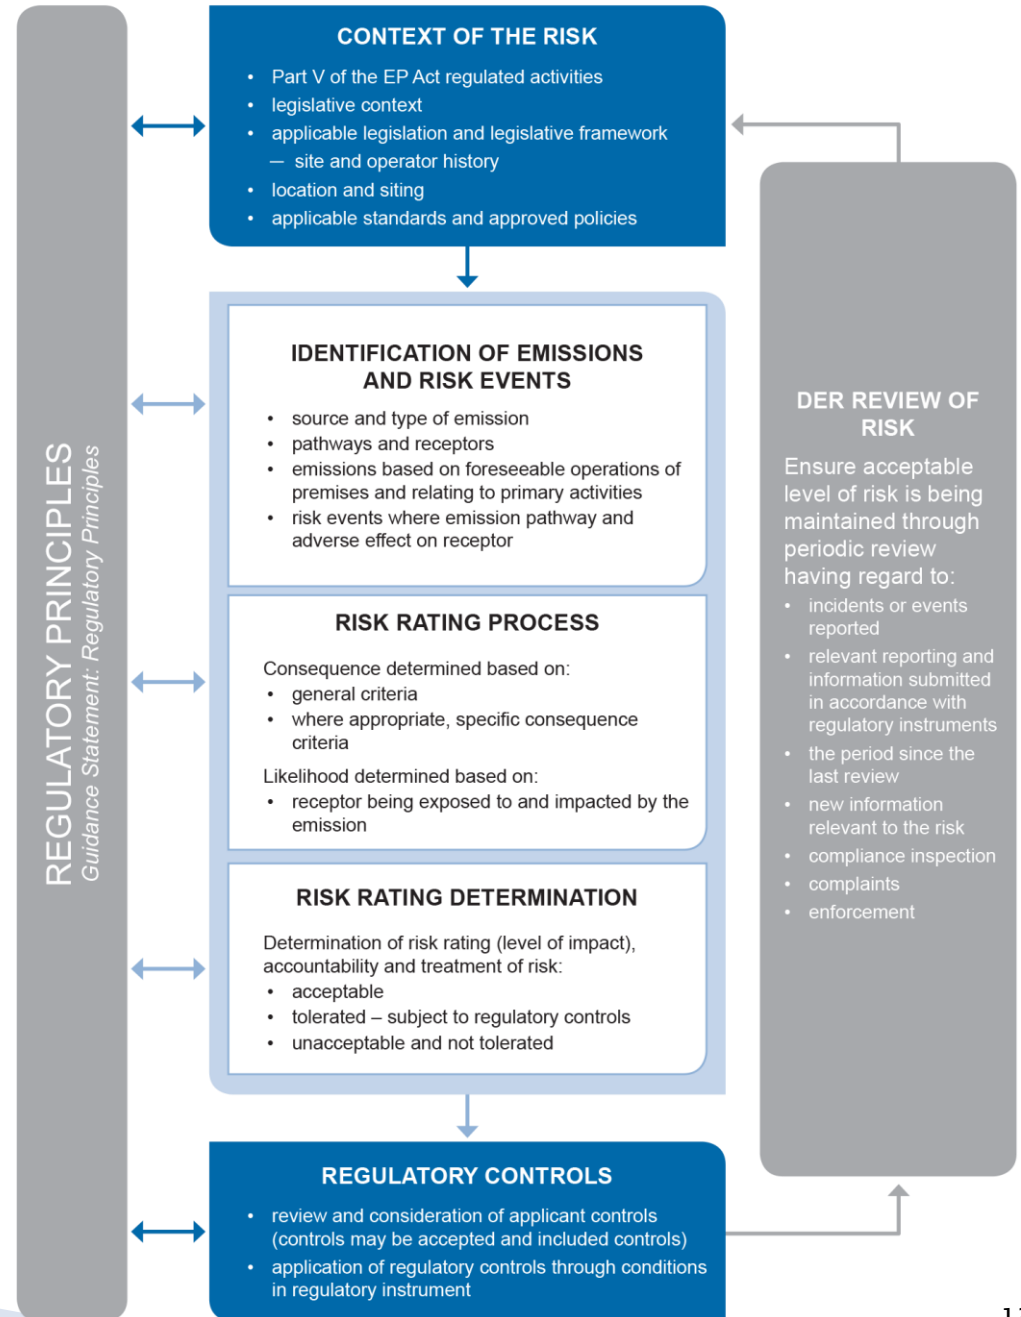 REGULATORY PRINCIPLES
Guidance Statement: Regulatory Principles
CONTEXT OF THE RISK
• Part V of the EP Act regulated activities
• legislative context
• applicable legislation and legislative framework
— site and operator history
• location and siting
• applicable standards and approved policies
IDENTIFICATION OF EMISSIONS
AND RISK EVENTS
• source and type of emission
• pathways and receptors
• emissions based on foreseeable operations of
premises and relating to primary activities
• risk events where emission pathway and
adverse effect on receptor
RISK RATING PROCESS
Consequence determined based on:
• general criteria
• where appropriate, specific consequence
criteria
Likelihood determined based on:
• receptor being exposed to and impacted by the
emission
RISK RATING DETERMINATION
Determination of risk rating (level of impact),
accountability and treatment of risk:
• acceptable
• tolerated – subject to regulatory controls
• unacceptable and not tolerated
REGULATORY CONTROLS
• review and consideration of applicant controls
(controls may be accepted and included controls)
• application of regulatory controls through conditions
in regulatory instrument
DER REVIEW OF
RISK
Ensure acceptable
level of risk is being
maintained through
periodic review
having regard to:
• incidents or events
reported
• relevant reporting and
information submitted
in accordance with
regulatory instruments
• the period since the
last review
• new information
relevant to the risk
• compliance inspection
• complaints
• enforcement